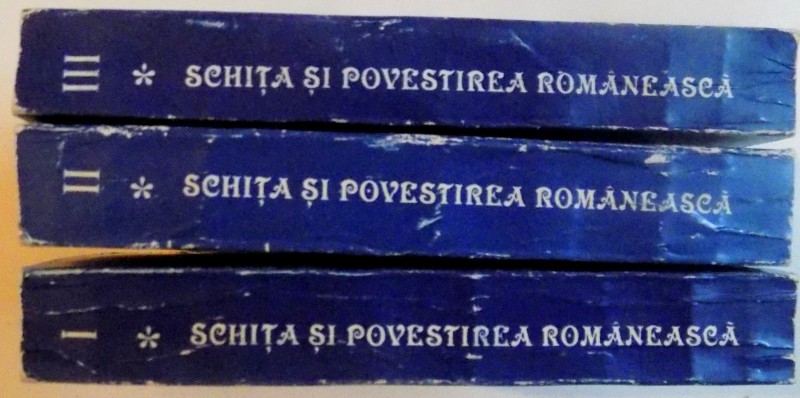 III * SCHIȚA ȘI POVESTIREA ROMÂNEASCĂ
II * SCHIȚA ȘI POVESTIREA ROMÂNEASCĂ
I * SCHIȚA ȘI POVESTIREA ROMÂNEASCĂ